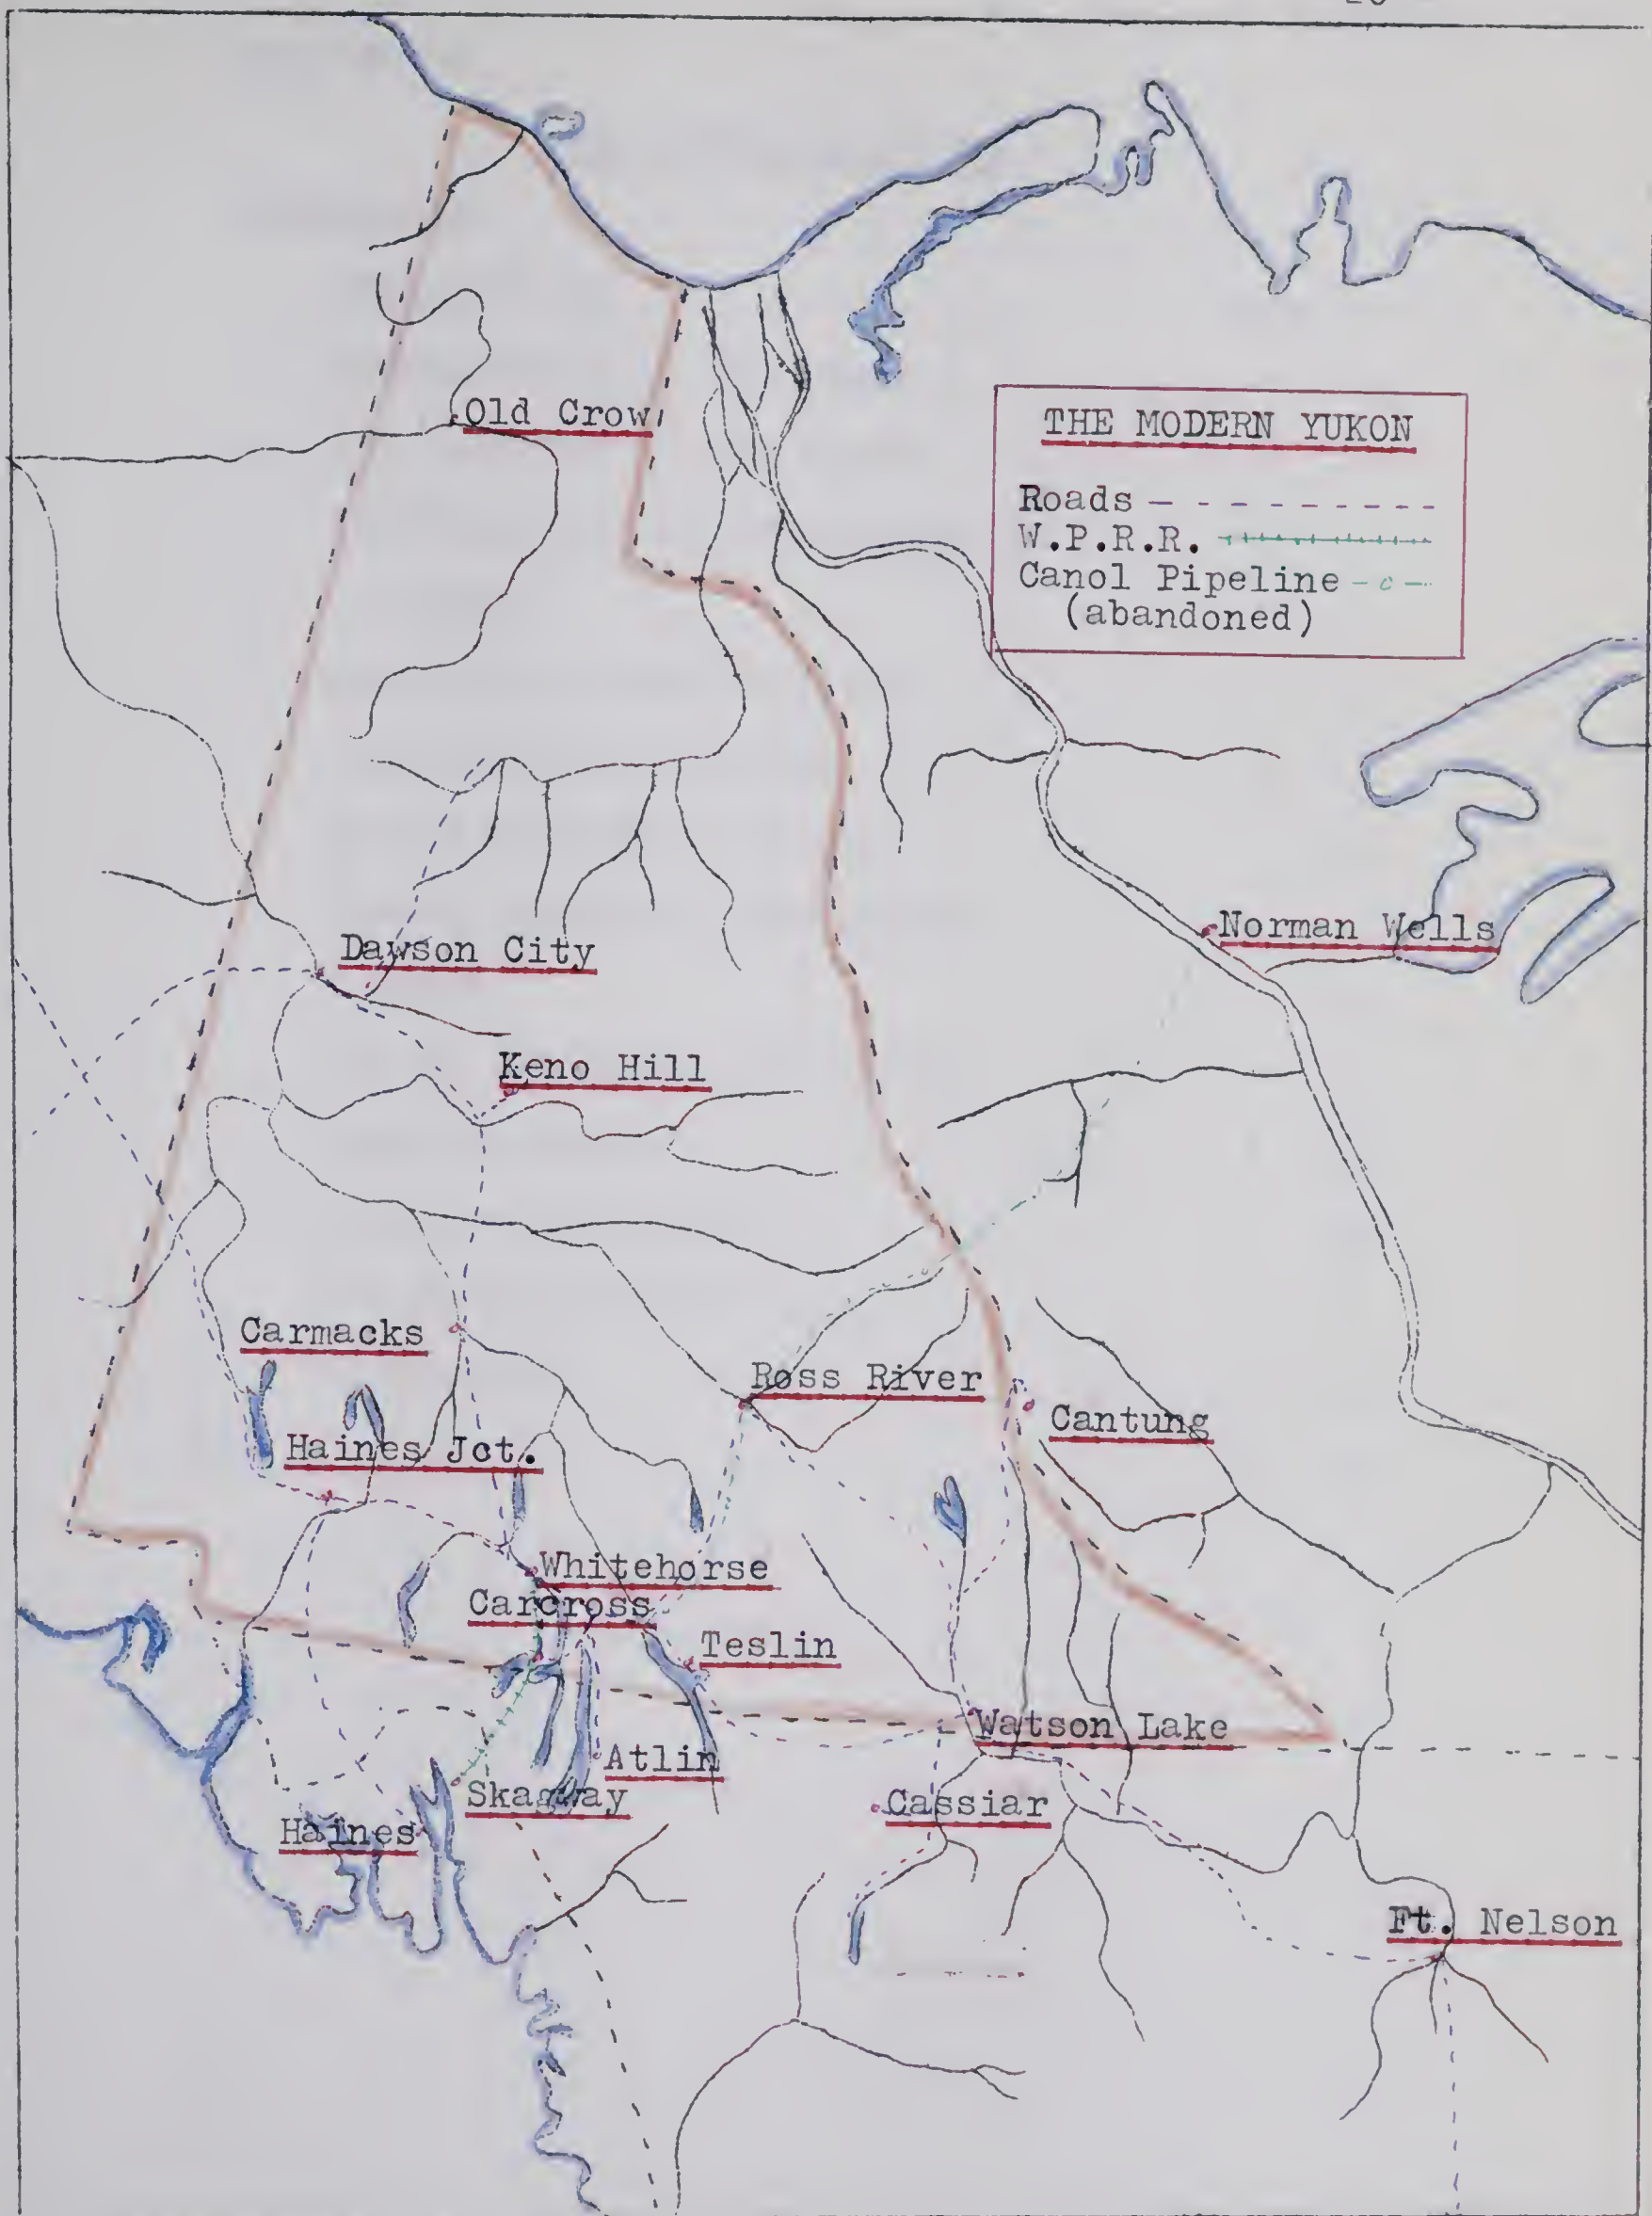 Old Crow
THE MODERN YUKON
Roads
W.P.R.R.
Canol Pipeline - c -
(abandoned)
Dawson City
Norman Wells
Keno Hill
Carmacks
Ross River
Cantung
Haines Jct.
Whitehorse
Carcross
Teslin
Watson Lake
Atlin
Skagway
Cassiar
Haines
Ft. Nelson